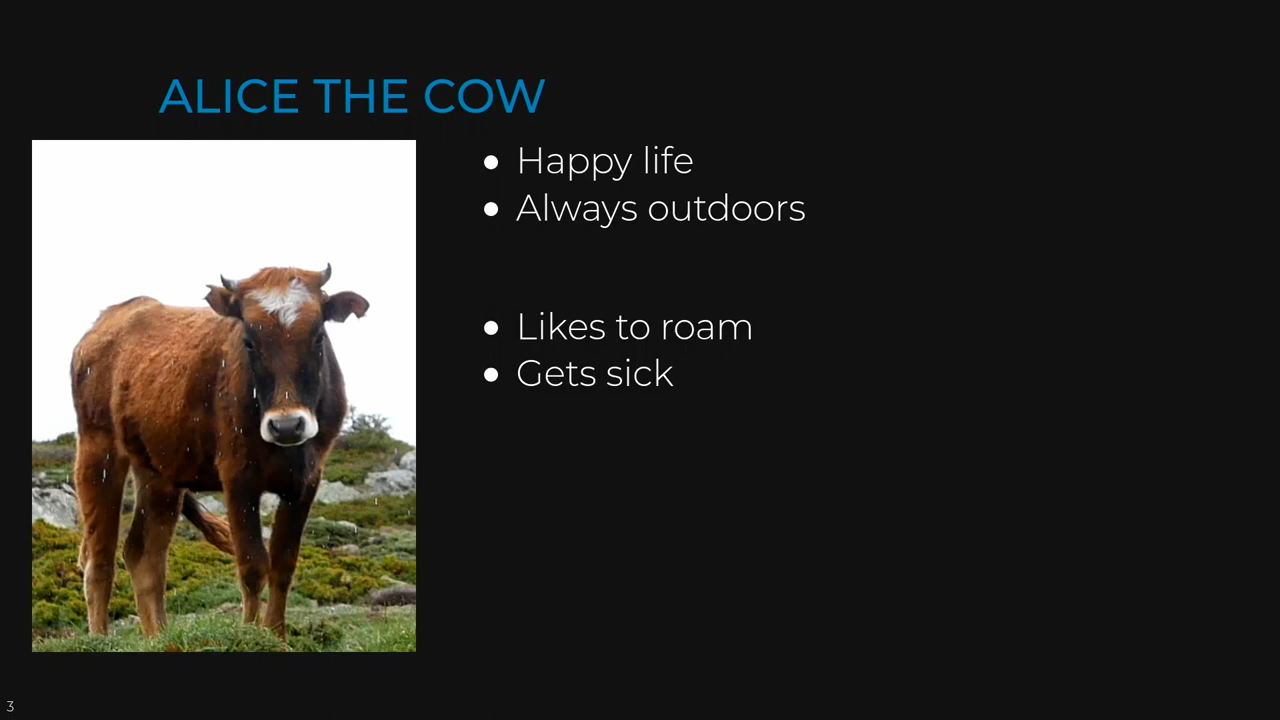 ALICE THE COW
Happy life
Always outdoors
Likes to roam
Gets sick
3